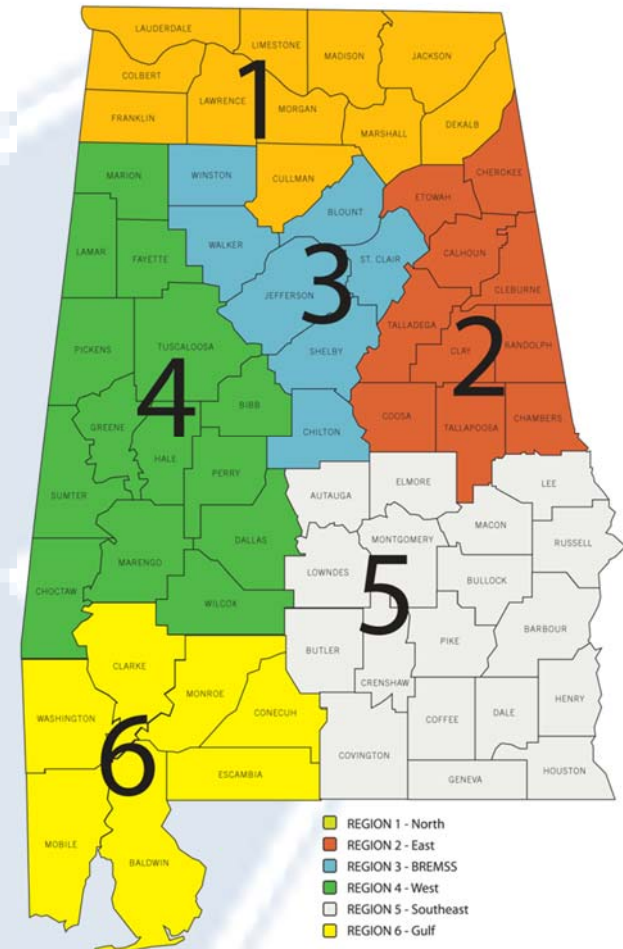 LAUDERDALE
LIMESTONE
MADISON
JACKSON
COLBERT
LAWRENCE
1
MORGAN
FRANKLIN
MARSHALL
DEKALB
CULLMAN
CHEROKEE
MARION
WINSTON
ETOWAH
BLOUNT
LAMAR
FAYETTE
WALKER
ST. CLAIR
CALHOUN
CLEBURNE
JEFFERSON
3
TALLADEGA
2
RANDOLPH
PICKENS
TUSCALOOSA
SHELBY
CLAY
4
BIBB
GREENE
HALE
CHILTON
COOSA
TALLAPOOSA
CHAMBERS
PERRY
SUMTER
AUTAUGA
ELMORE
LEE
MACON
DALLAS
MONTGOMERY
RUSSELL
MARENGO
LOWNDES
5
BULLOCK
CHOCTAW
WILCOX
BUTLER
PIKE
BARBOUR
CLARKE
CRENSHAW
MONROE
WASHINGTON
CONECUH
COFFEE
DALE
HENRY
6
COVINGTON
ESCAMBIA
GENEVA
HOUSTON
MOBILE
BALDWIN
REGION 1 - North
REGION 2 - East
REGION 3 - BREMSS
REGION 4 - West
REGION 5 - Southeast
REGION 6 - Gulf